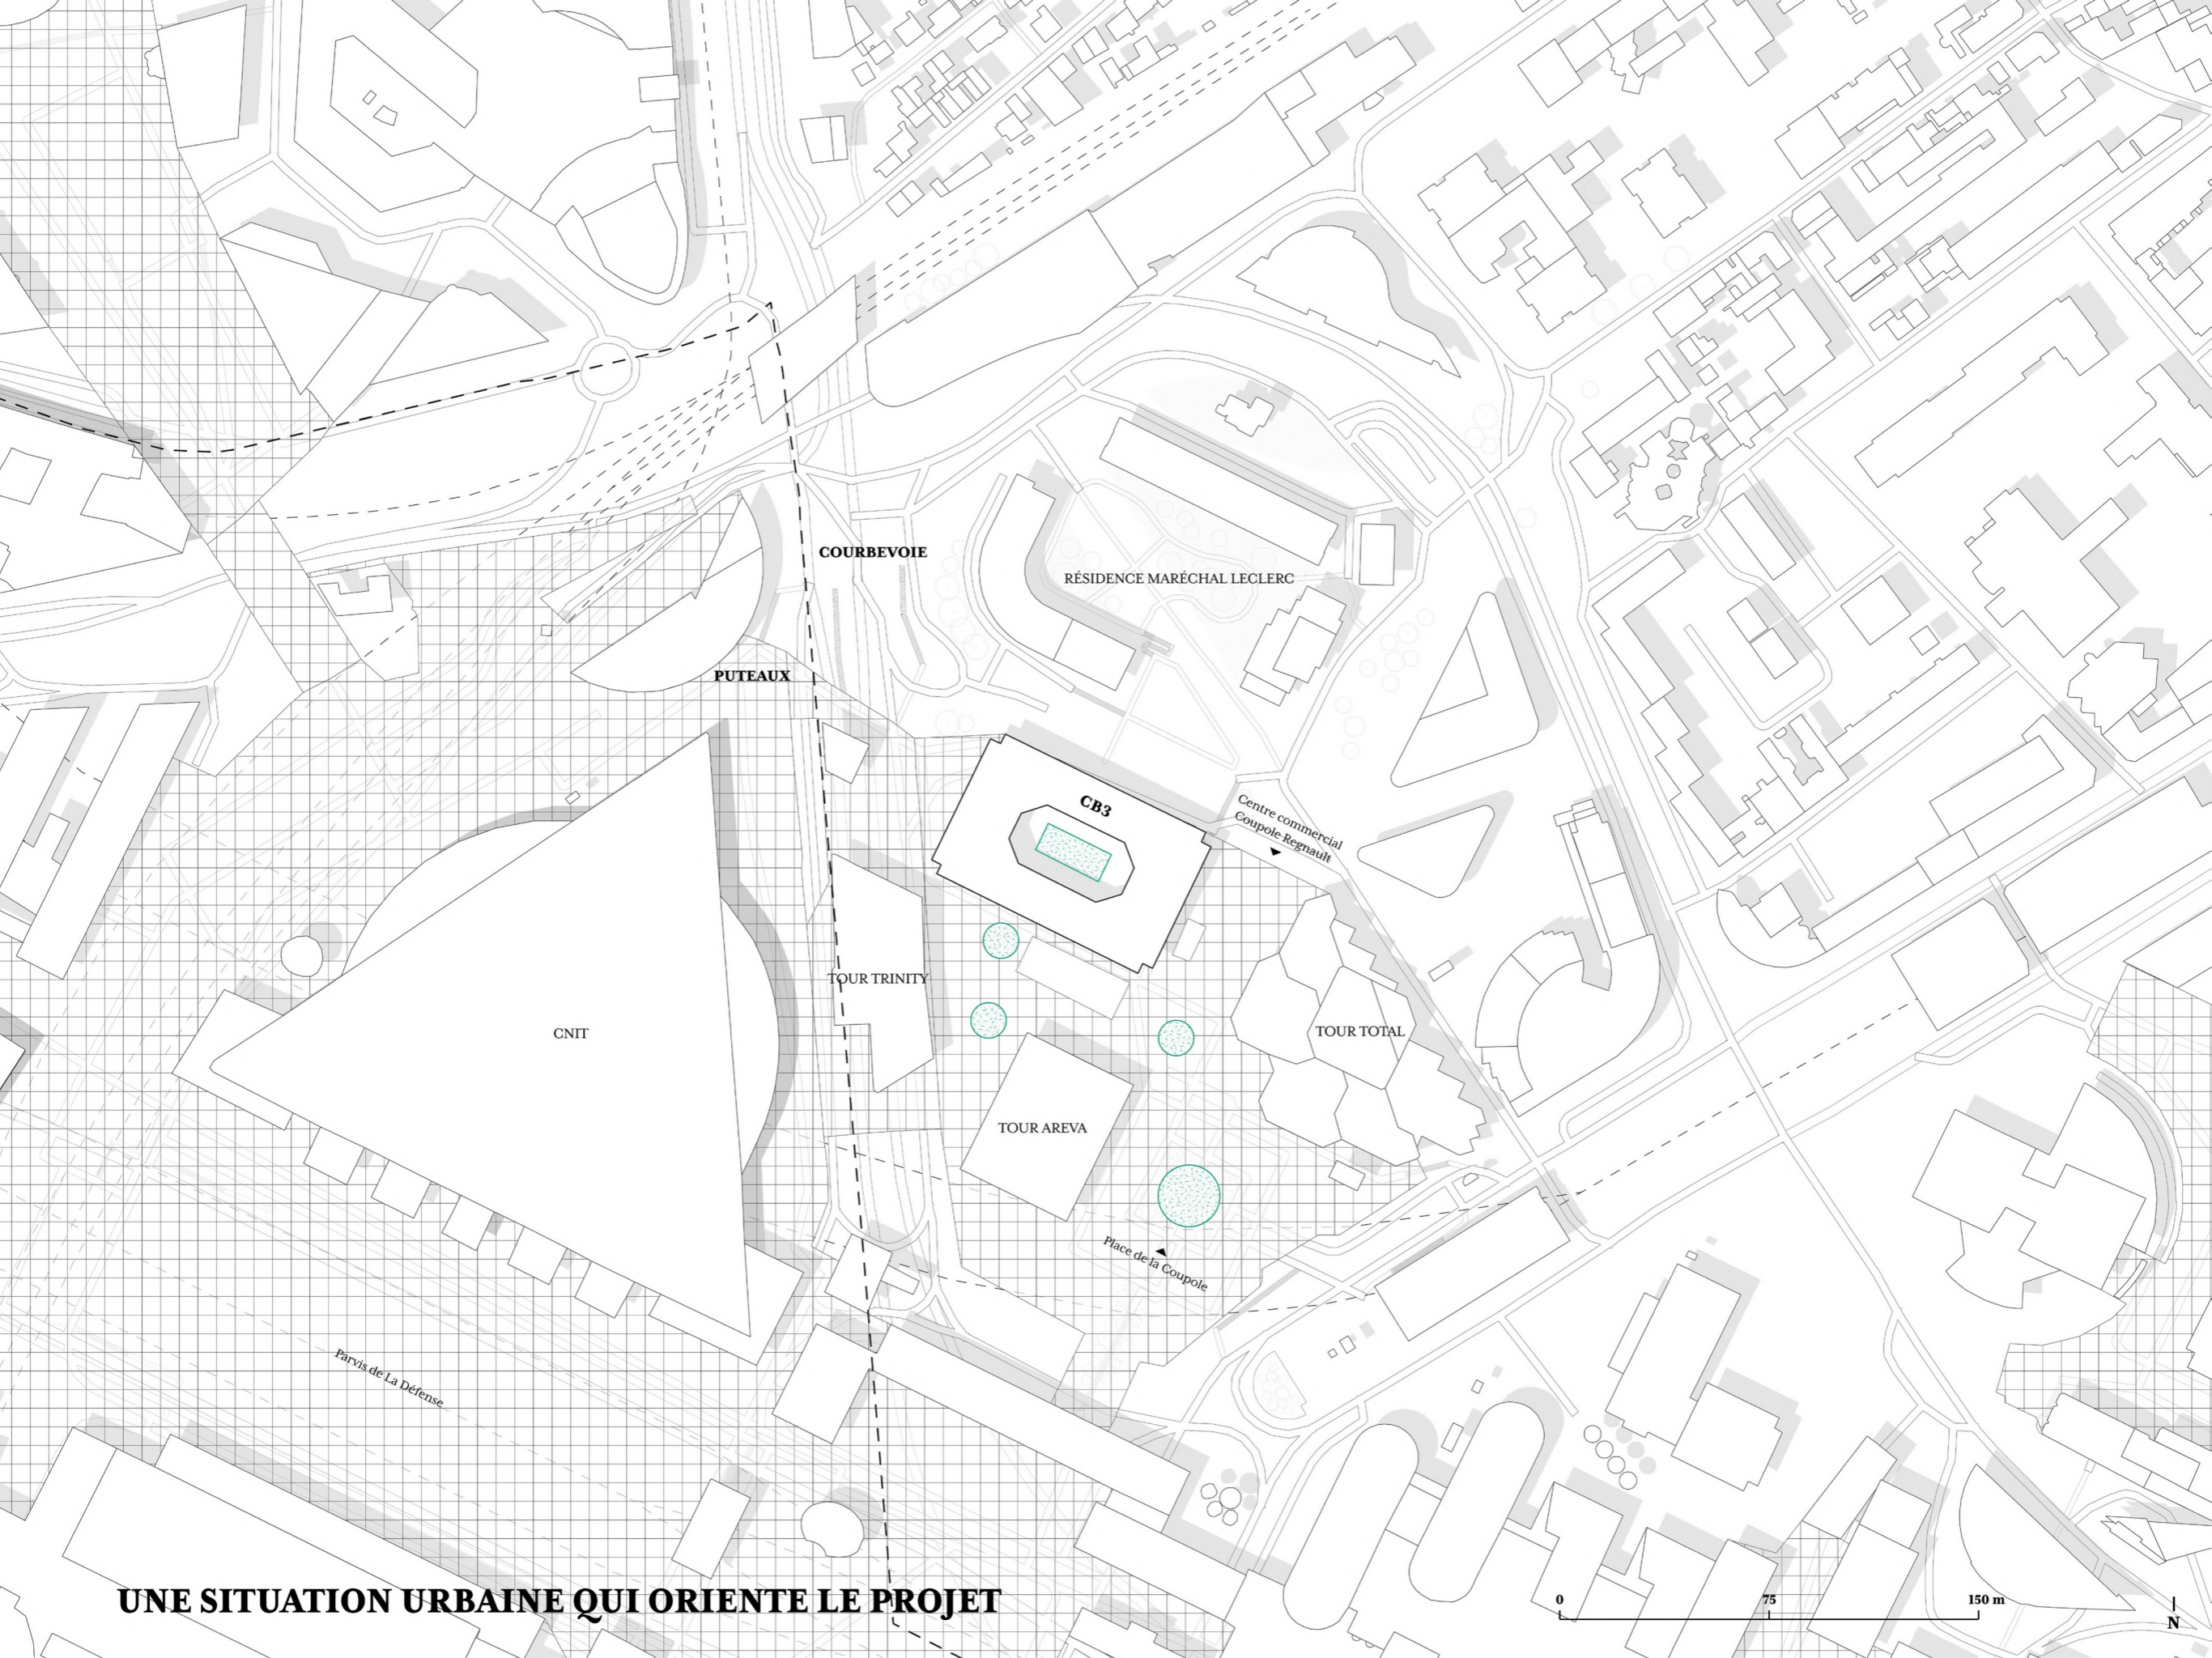 COURBEVOIE
RÉSIDENCE MARÉCHAL LECLERC
PUTEAUX
CB3
Centre commercial
Coupole Regnault
TOUR TRINITY
CNIT
TOUR TOTAL
TOUR AREVA
Place de la Coupole
Parvis de La Défense
UNE SITUATION URBAINE QUI ORIENTE LE PROJET
0 75 150 m
N